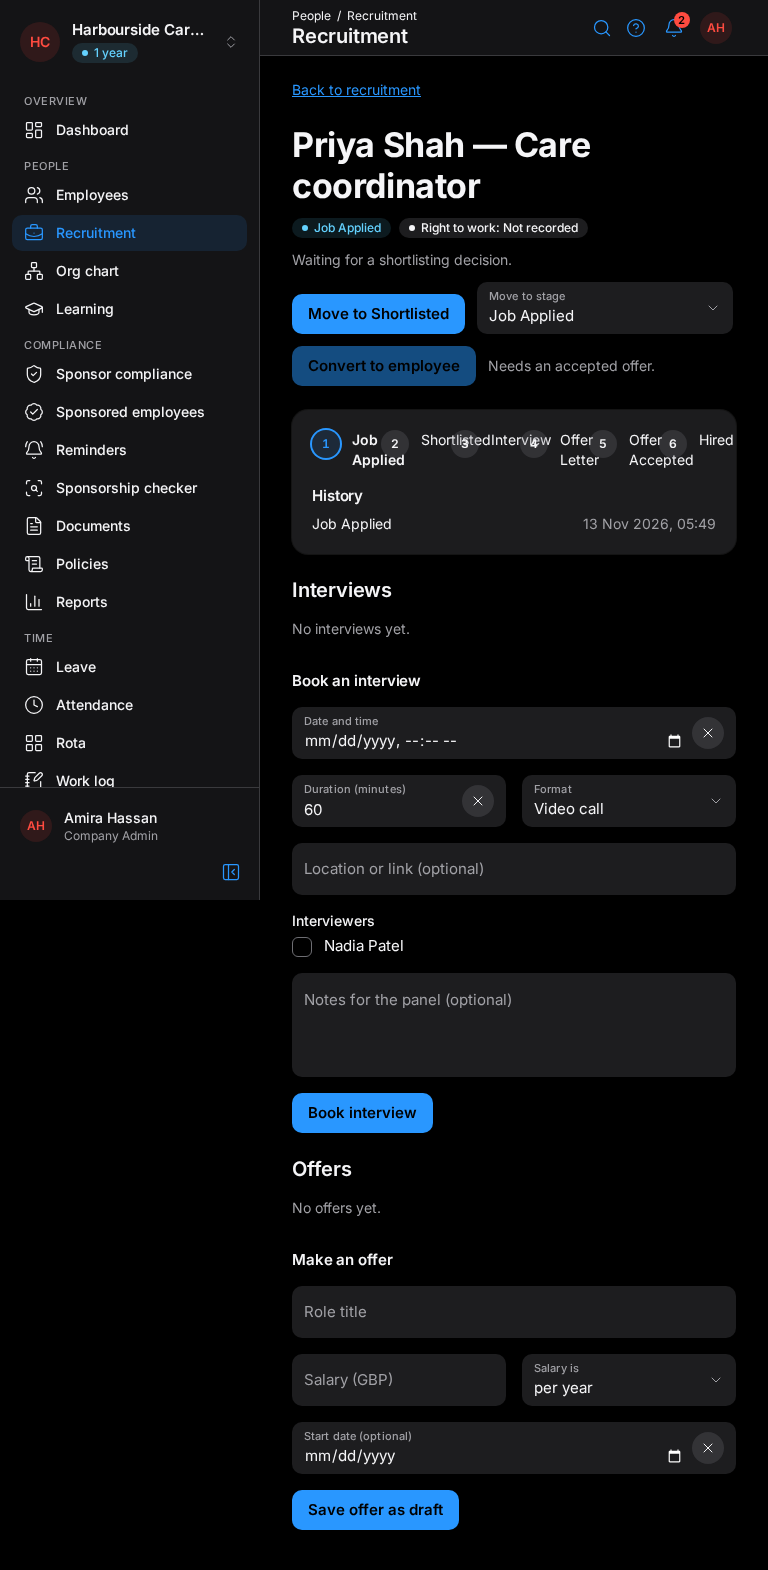 HC
Harbourside Car...
1 year
OVERVIEW
Dashboard
PEOPLE
Employees
Recruitment
Org chart
Learning
COMPLIANCE
Sponsor compliance
Sponsored employees
Reminders
Sponsorship checker
Documents
Policies
Reports
TIME
Leave
Attendance
Rota
Work log
AH
Amira Hassan
Company Admin
People / Recruitment
Recruitment
2
AH
Back to recruitment
Priya Shah — Care
coordinator
Job Applied
Right to work: Not recorded
Waiting for a shortlisting decision.
Move to Shortlisted
Move to stage
Job Applied
Convert to employee
Needs an accepted offer.
1
Job
Applied
2
Shortlisted
3
Interview
4
Offer
Letter
5
Offer
Accepted
6
Hired
History
Job Applied
13 Nov 2026, 05:49
Interviews
No interviews yet.
Book an interview
Date and time
mm/dd/yyyy, --:-- --
Duration (minutes)
60
Format
Video call
Location or link (optional)
Interviewers
Nadia Patel
Notes for the panel (optional)
Book interview
Offers
No offers yet.
Make an offer
Role title
Salary (GBP)
Salary is
per year
Start date (optional)
mm/dd/yyyy
Save offer as draft